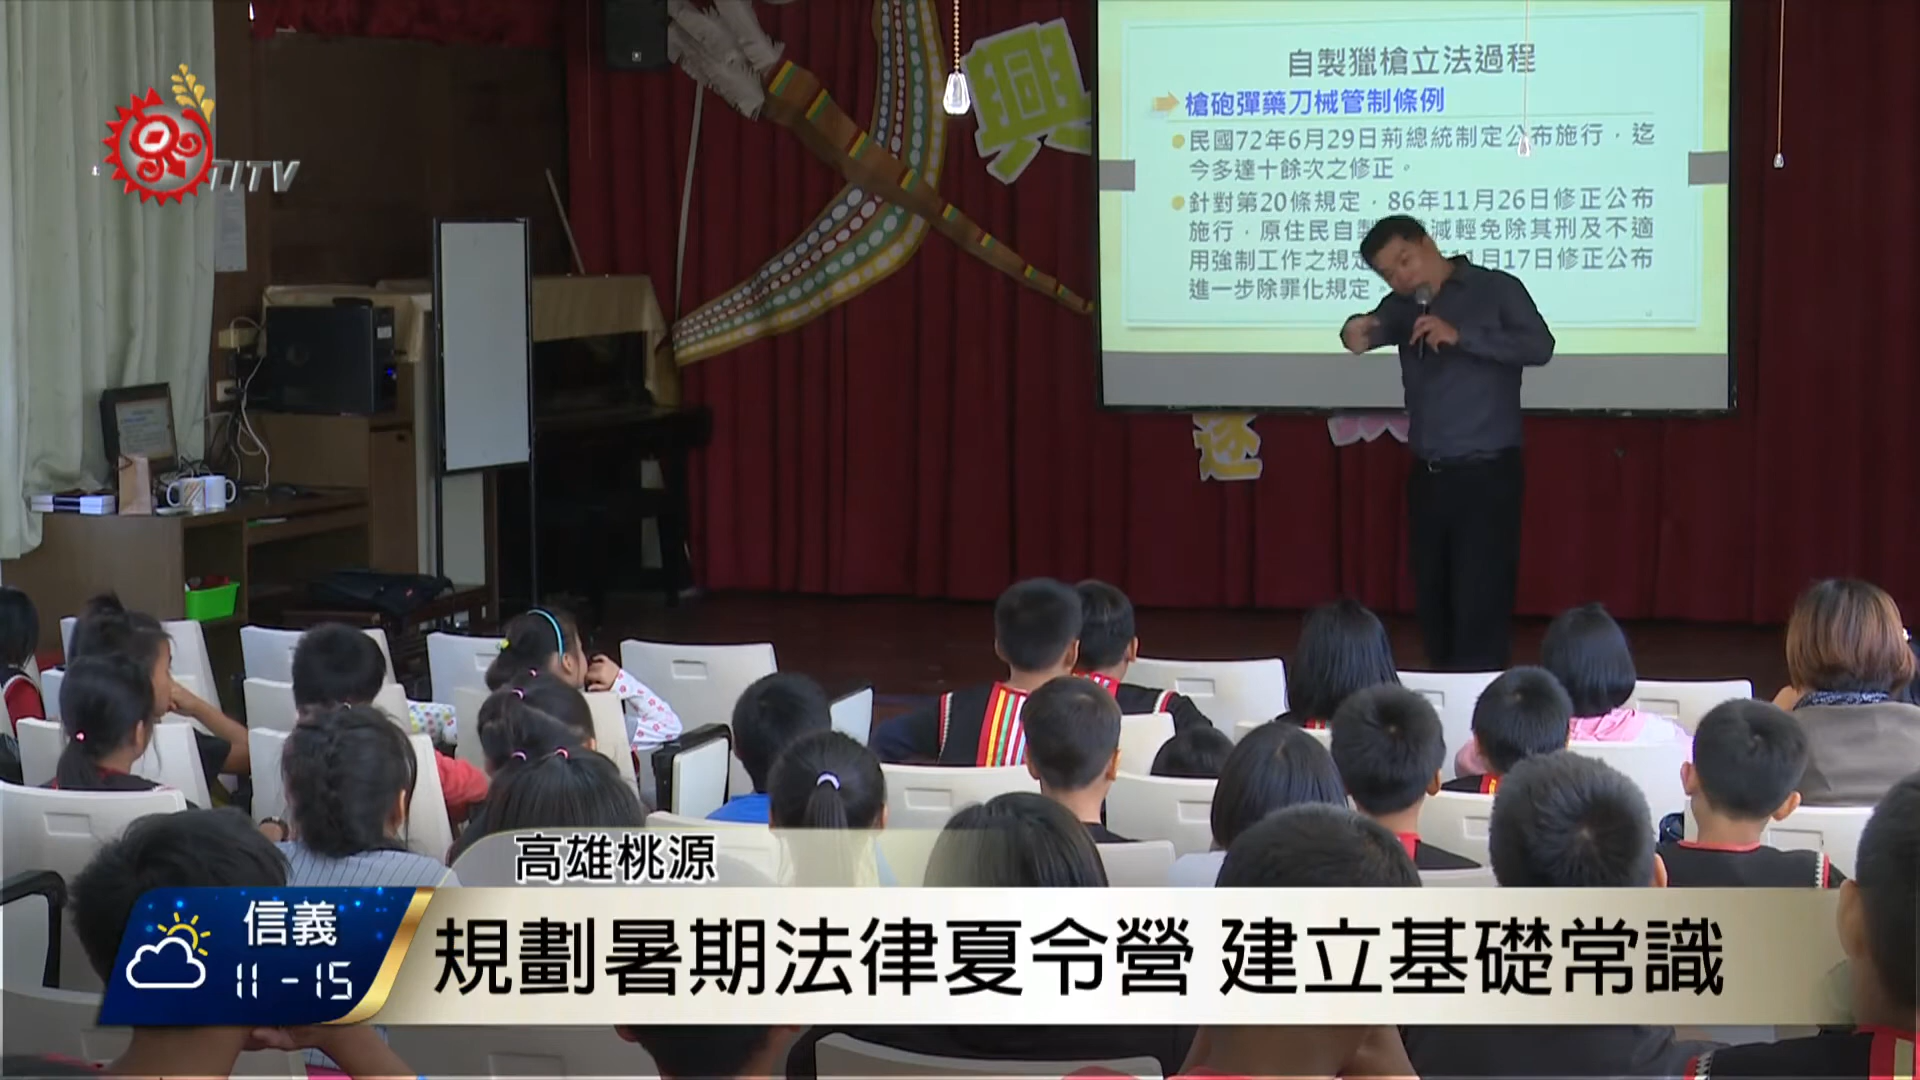 TITV
興
自製獵槍立法過程
槍砲彈藥刀械管制條例
民國72年6月29日荊總統制定公布施行，迄
今多達十餘次之修正。
針對第20條規定，86年11月26日修正公布
施行，原住民自製 減輕免除其刑及不適
用強制工作之規定 1月17日修正公布
進一步除罪化規定。
逐
高雄桃源
信義
11-15
規劃暑期法律夏令營 建立基礎常識